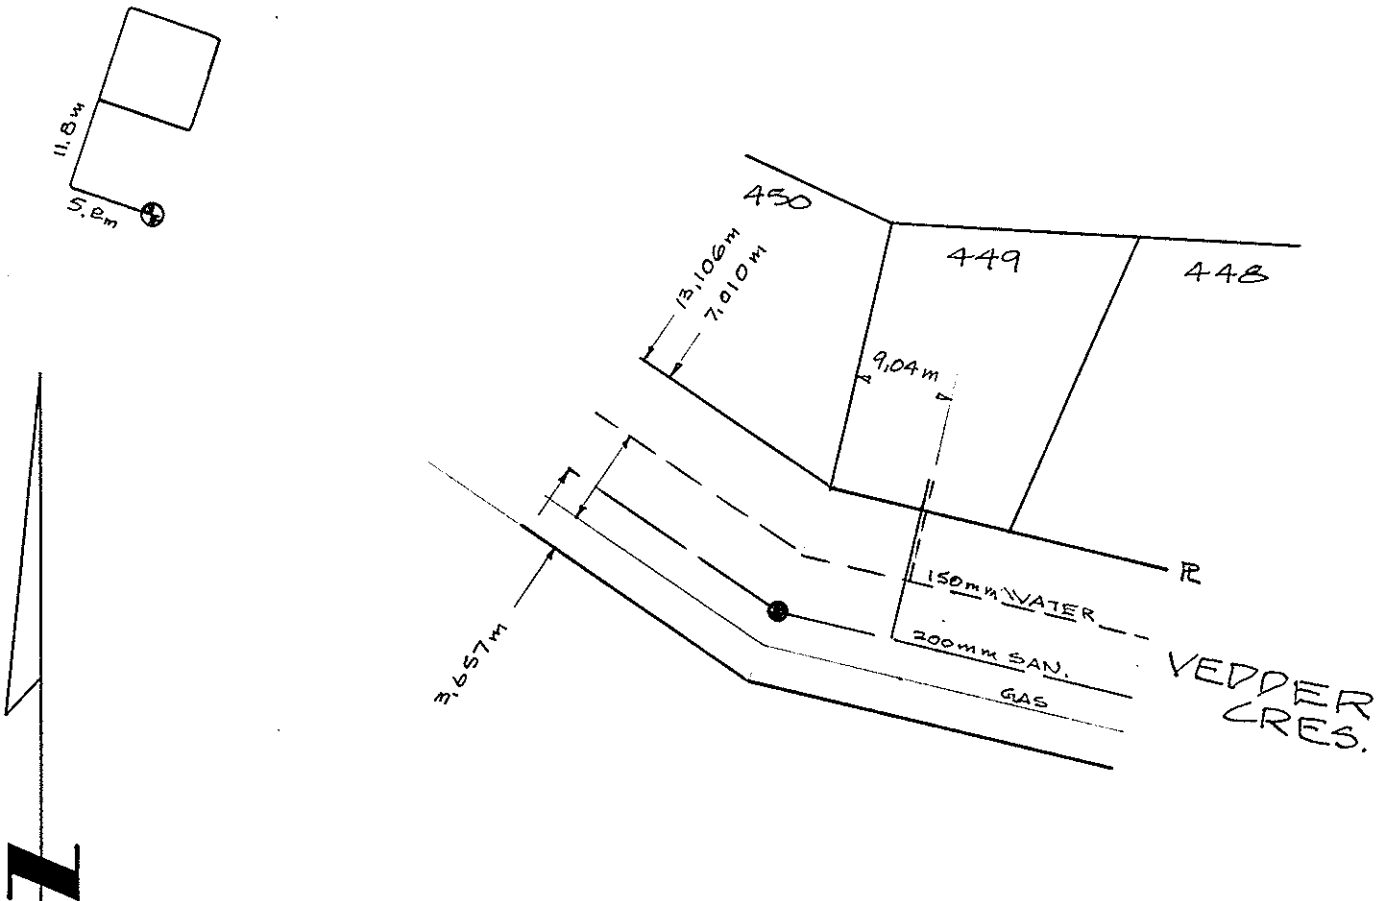 11.8m
5.2m
450
449
448
13,106m
7,010m
9,04m
3,657m
PL
150mm WATER
200mm SAN.
GAS
VEDDER
CRES.
N